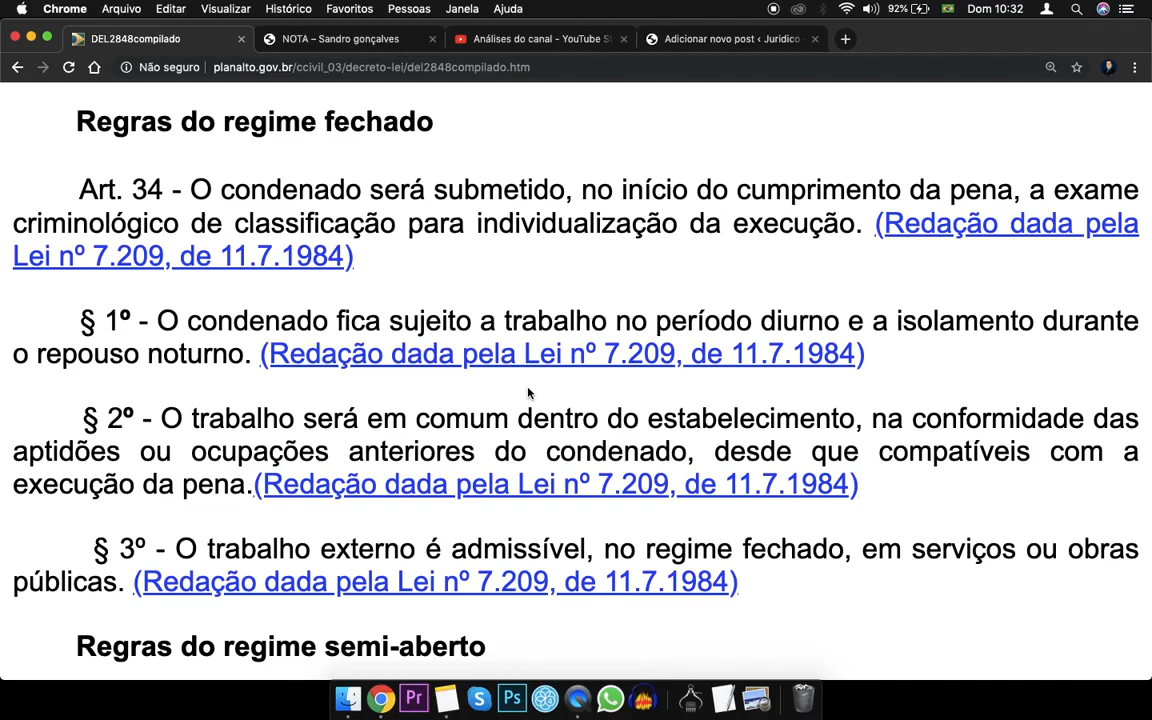 Chrome Arquivo Editar Visualizar Histórico Favoritos Pessoas Janela Ajuda 92% Dom 10:32
DEL2848compilado NOTA – Sandro gonçalves Análises do canal - YouTube S Adicionar novo post ‹ Juridico
Não seguro planalto.gov.br/ccivil_03/decreto-lei/del2848compilado.htm
Regras do regime fechado
Art. 34 - O condenado será submetido, no início do cumprimento da pena, a exame
criminológico de classificação para individualização da execução. (Redação dada pela
Lei nº 7.209, de 11.7.1984)
§ 1º - O condenado fica sujeito a trabalho no período diurno e a isolamento durante
o repouso noturno. (Redação dada pela Lei nº 7.209, de 11.7.1984)
§ 2º - O trabalho será em comum dentro do estabelecimento, na conformidade das
aptidões ou ocupações anteriores do condenado, desde que compatíveis com a
execução da pena.(Redação dada pela Lei nº 7.209, de 11.7.1984)
§ 3º - O trabalho externo é admissível, no regime fechado, em serviços ou obras
públicas. (Redação dada pela Lei nº 7.209, de 11.7.1984)
Regras do regime semi-aberto
Pr Ps